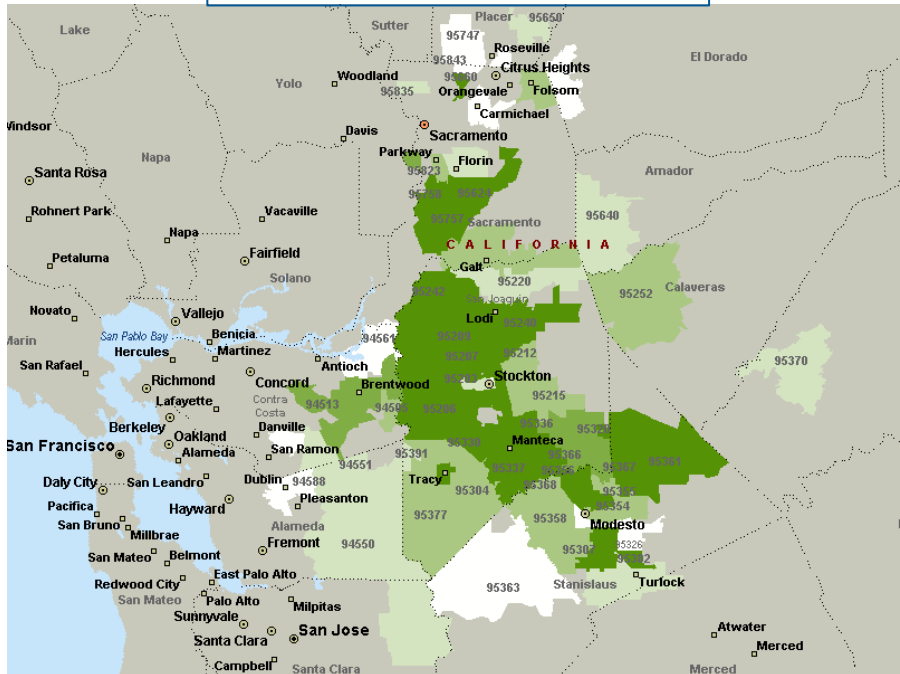 Placer
95650
Lake
Sutter
95747
Roseville
El Dorado
95843
Citrus Heights
Woodland
Yolo
95835
Orangevale
Folsom
Carmichael
Windsor
Davis
Sacramento
Napa
Parkway
Florin
95823
Amador
Santa Rosa
95758
95624
Rohnert Park
Vacaville
95757
Sacramento
95640
Napa
CALIFORNIA
Petaluma
Fairfield
Galt
Solano
95220
95242
95252
Calaveras
San Joaquin
Novato
Vallejo
Lodi
95240
San Pablo Bay
Benicia
94561
95209
Marin
Hercules
Martinez
95207
95212
San Rafael
Antioch
95370
Richmond
Concord
Brentwood
Stockton
Lafayette
Contra
Costa
94513
95206
95215
Berkeley
Danville
95336
San Francisco
Oakland
95330
Manteca
Alameda
San Ramon
95391
95366
94551
95337
95361
Daly City
San Leandro
Dublin
94588
Tracy
95304
95368
Hayward
Pleasanton
95354
Pacifica
San Bruno
Millbrae
Alameda
95377
95358
Modesto
San Mateo
Belmont
Fremont
94550
95307
95326
Redwood City
East Palo Alto
95363
Stanislaus
Turlock
San Mateo
Palo Alto
Milpitas
Sunnyvale
Santa Clara
San Jose
Atwater
Merced
Campbell
Santa Clara
Merced